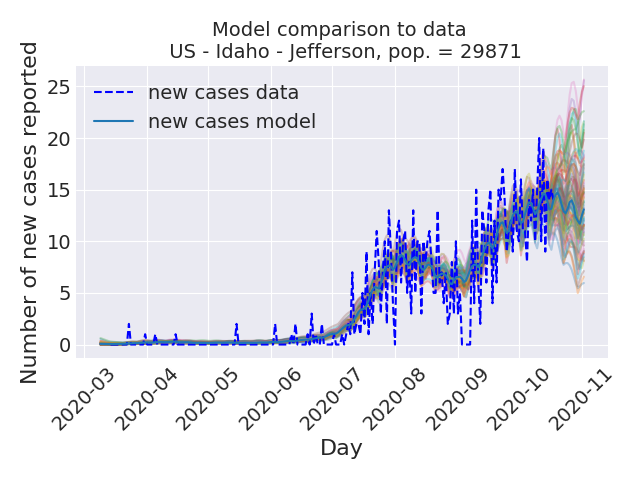 Model comparison to data
US - Idaho - Jefferson, pop. = 29871
Number of new cases reported
25
20
15
10
5
0
new cases data
new cases model
2020-03
2020-04
2020-05
2020-06
2020-07
2020-08
2020-09
2020-10
2020-11
Day